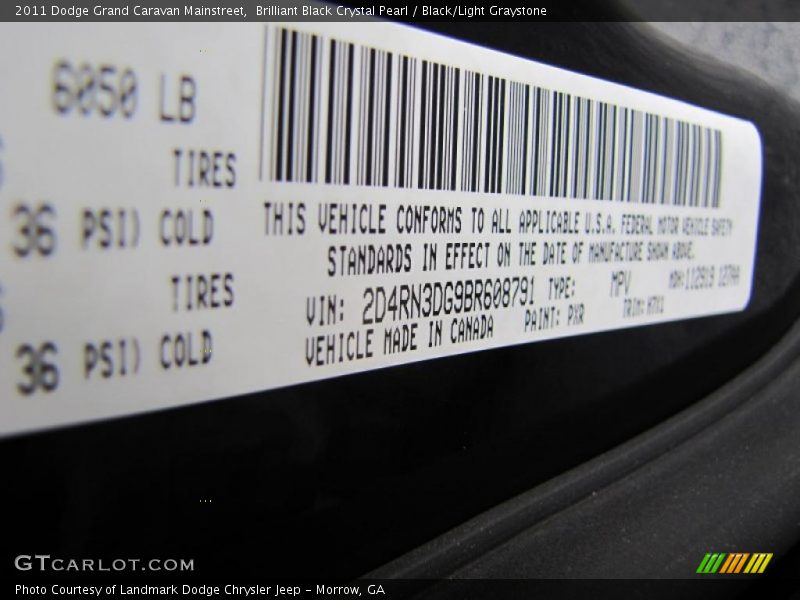 2011 Dodge Grand Caravan Mainstreet, Brilliant Black Crystal Pearl / Black/Light Graystone
6050 LB
TIRES
36 PSI) COLD
TIRES
36 PSI) COLD
THIS VEHICLE CONFORMS TO ALL APPLICABLE U.S.A. FEDERAL MOTOR VEHICLE SAFETY
STANDARDS IN EFFECT ON THE DATE OF MANUFACTURE SHOWN ABOVE.
VIN: 2D4RN3DG9BR608791 TYPE: MPV
VEHICLE MADE IN CANADA PAINT: PXR TRIM:
GTCARLOT.COM
Photo Courtesy of Landmark Dodge Chrysler Jeep - Morrow, GA